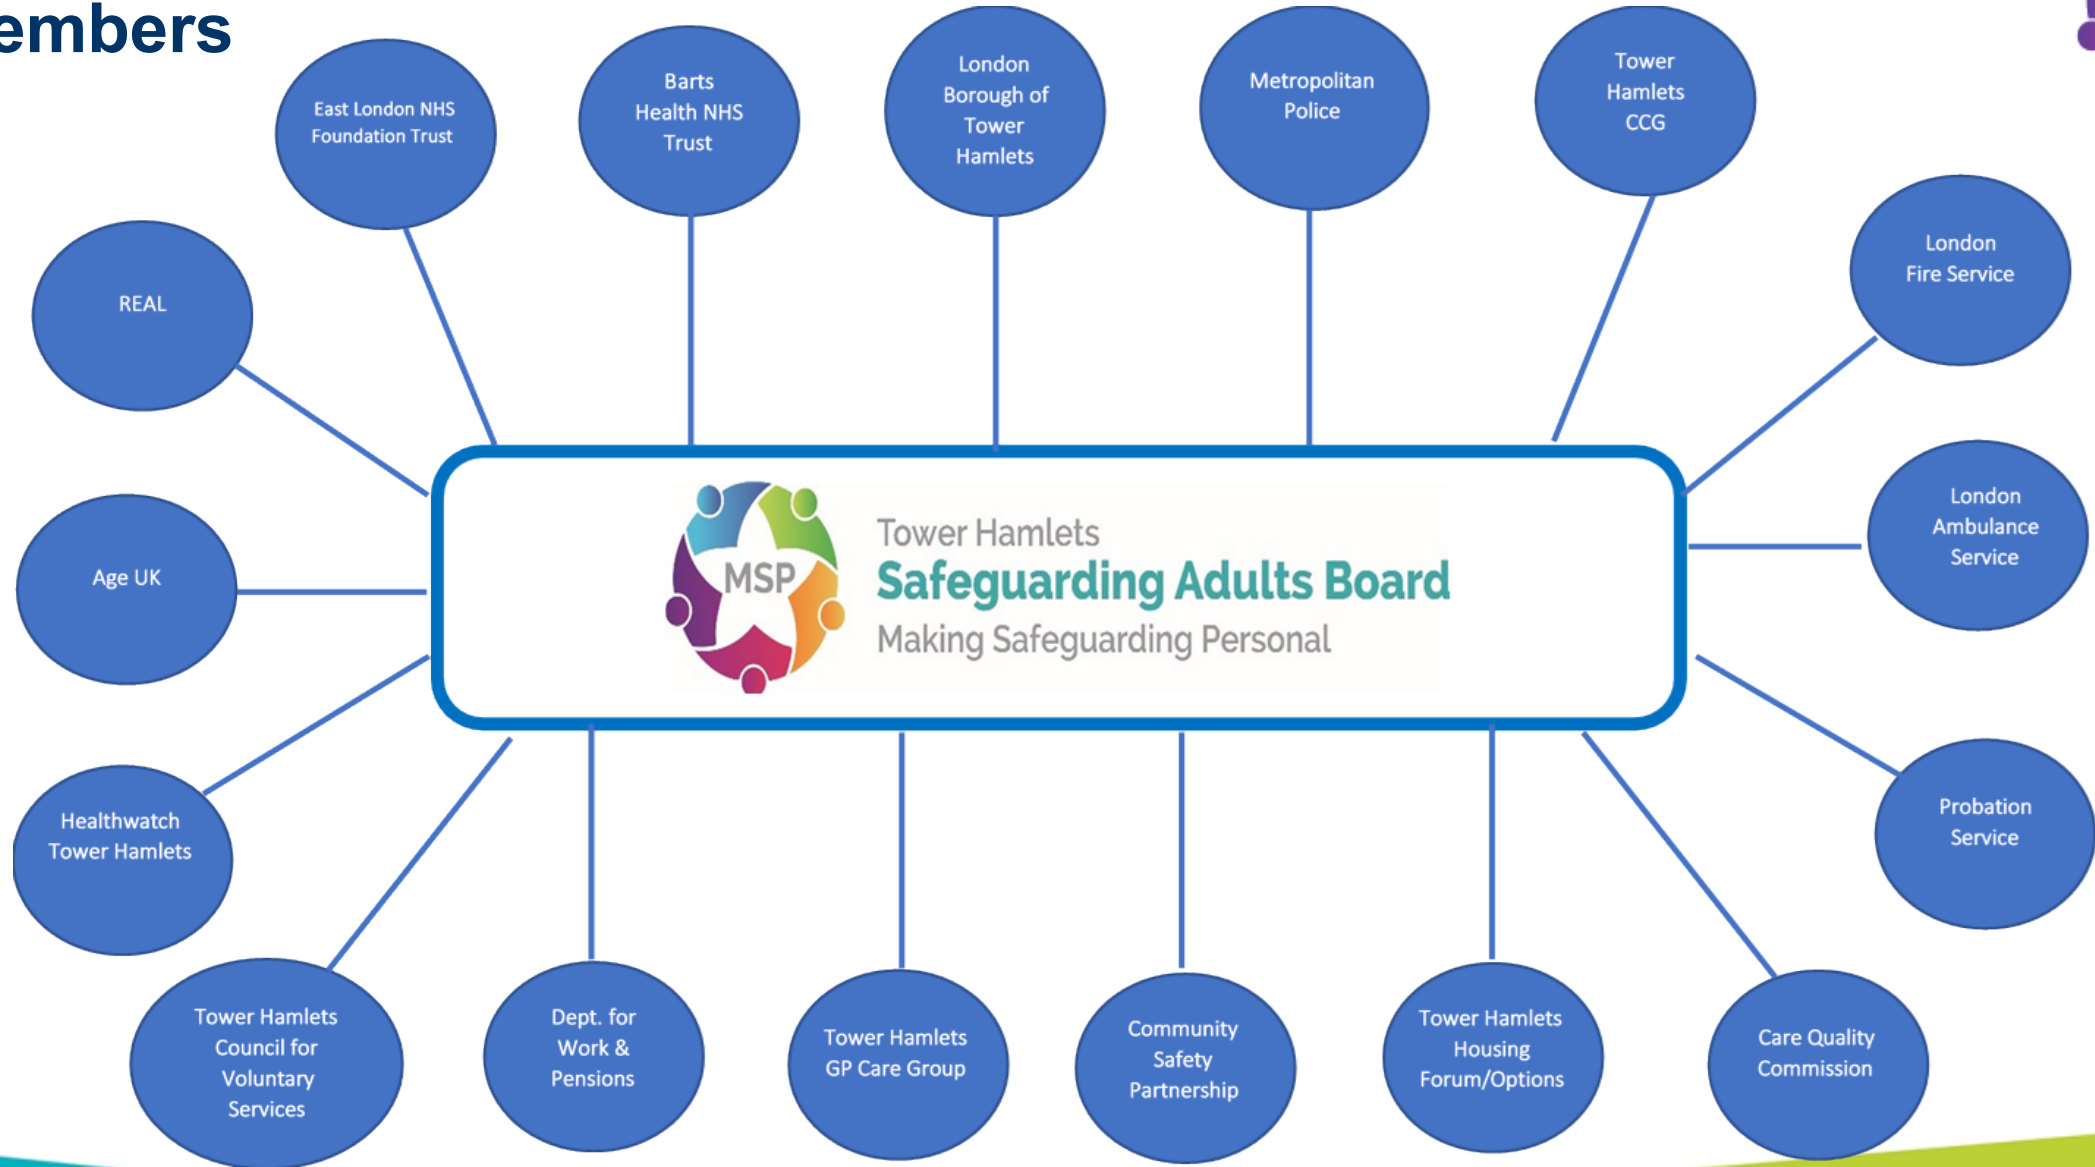 embers
East London NHS
Foundation Trust
Barts
Health NHS
Trust
London
Borough of
Tower
Hamlets
Metropolitan
Police
Tower
Hamlets
CCG
London
Fire Service
REAL
London
Ambulance
Service
Age UK
MSP
Tower Hamlets
Safeguarding Adults Board
Making Safeguarding Personal
Probation
Service
Healthwatch
Tower Hamlets
Tower Hamlets
Council for
Voluntary
Services
Dept. for
Work &
Pensions
Tower Hamlets
GP Care Group
Community
Safety
Partnership
Tower Hamlets
Housing
Forum/Options
Care Quality
Commission